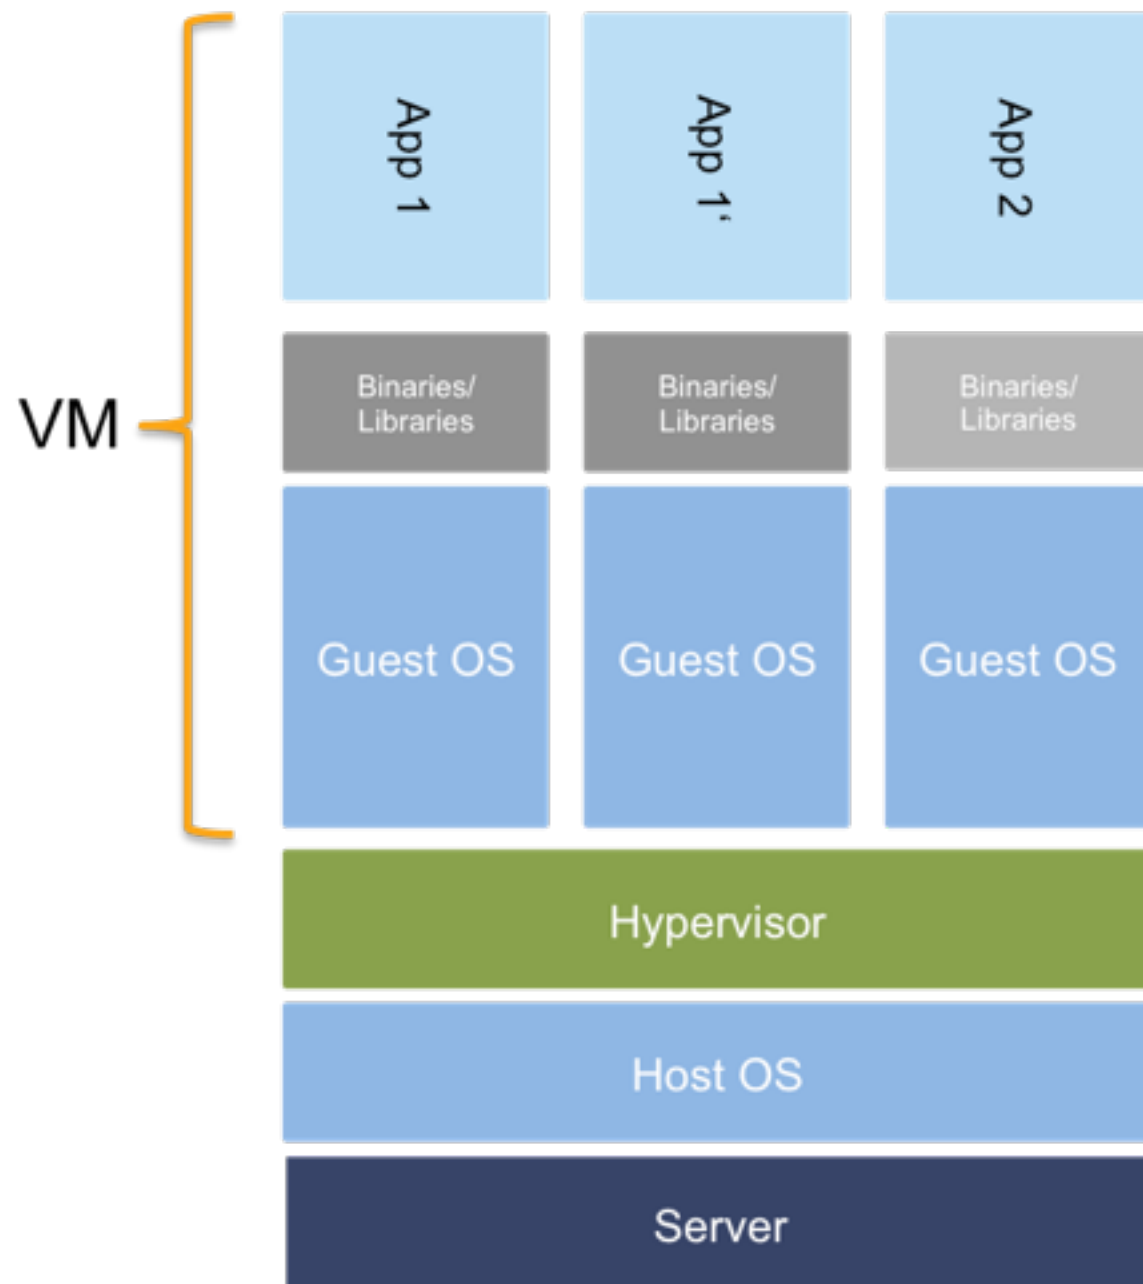 App 1
App 1‘
App 2
VM
Binaries/
Libraries
Binaries/
Libraries
Binaries/
Libraries
Guest OS
Guest OS
Guest OS
Hypervisor
Host OS
Server